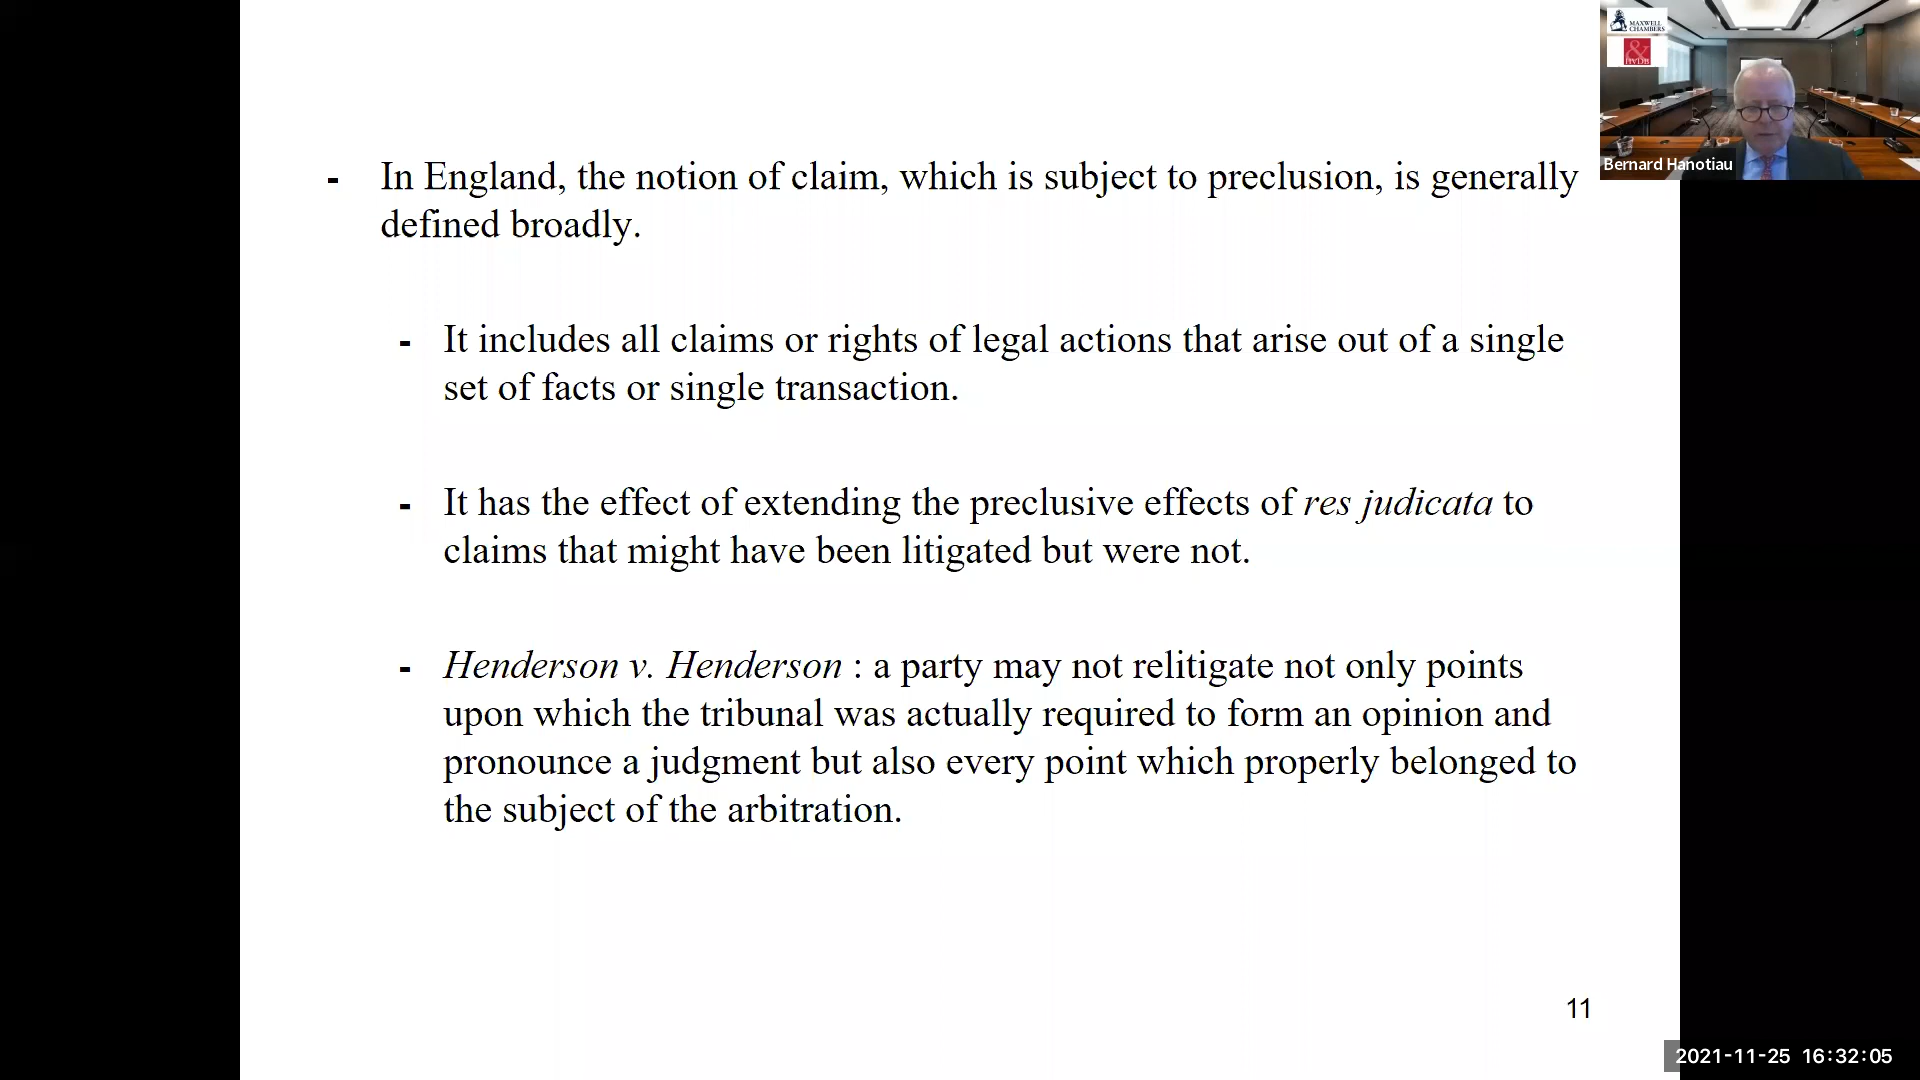 MAXWELL
CHAMBERS
&
HVDB
Bernard Hanotiau
- In England, the notion of claim, which is subject to preclusion, is generally
defined broadly.
- It includes all claims or rights of legal actions that arise out of a single
set of facts or single transaction.
- It has the effect of extending the preclusive effects of res judicata to
claims that might have been litigated but were not.
- Henderson v. Henderson : a party may not relitigate not only points
upon which the tribunal was actually required to form an opinion and
pronounce a judgment but also every point which properly belonged to
the subject of the arbitration.
11
2021-11-25 16:32:05